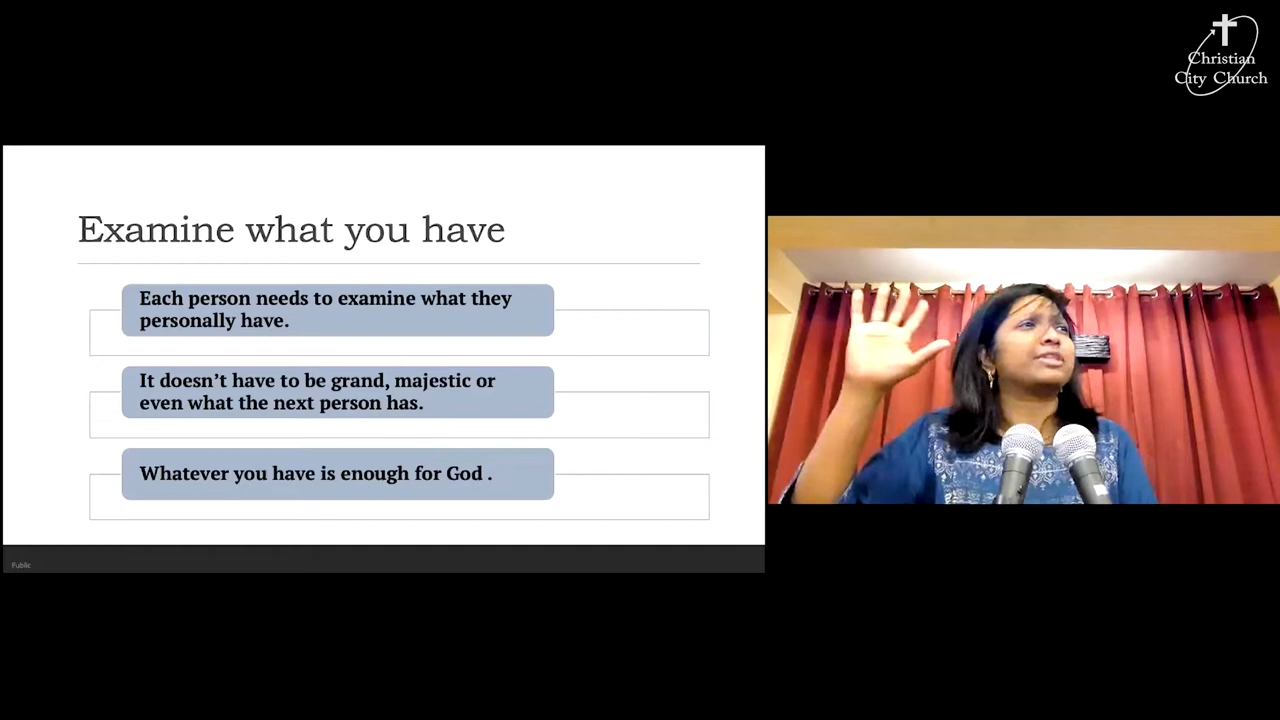 Christian
City Church
Examine what you have
Each person needs to examine what they
personally have.
It doesn't have to be grand, majestic or
even what the next person has.
Whatever you have is enough for God .
Public